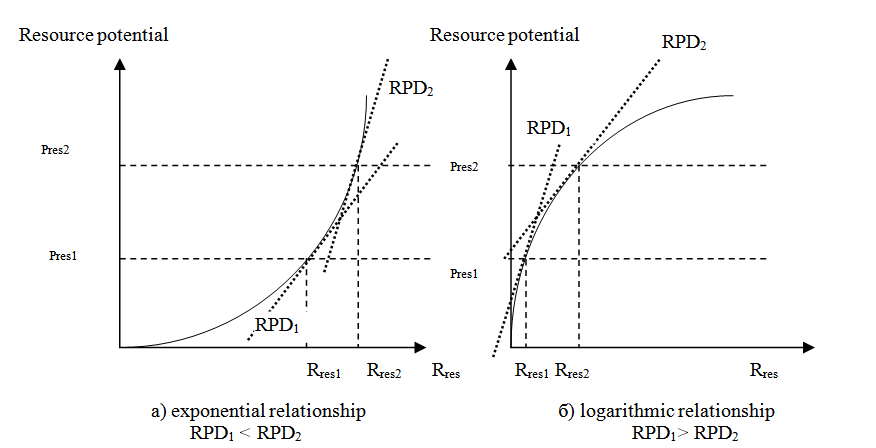 Resource potential
RPD₂
Pres2
Pres1
RPD₁
Rres1 Rres2 Rres
a) exponential relationship
RPD₁ < RPD₂
Resource potential
RPD₂
RPD₁
Pres2
Pres1
Rres1 Rres2 Rres
б) logarithmic relationship
RPD₁> RPD₂